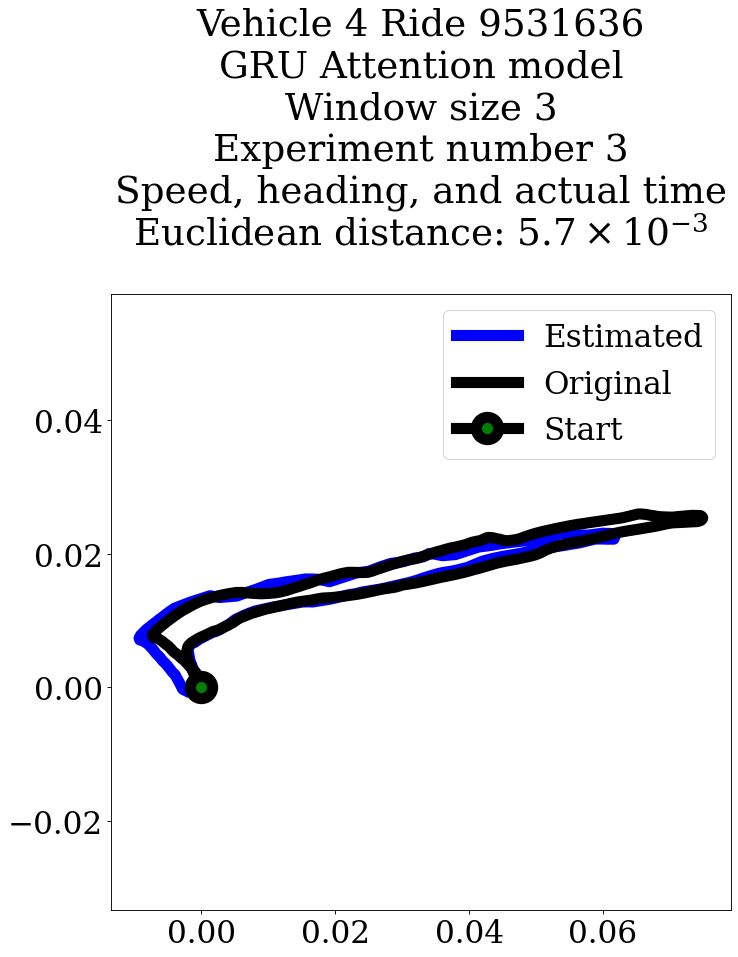 Vehicle 4 Ride 9531636
GRU Attention model
Window size 3
Experiment number 3
Speed, heading, and actual time
Euclidean distance: 5.7 × 10⁻³
Estimated
Original
Start
0.04
0.02
0.00
−0.02
0.00 0.02 0.04 0.06